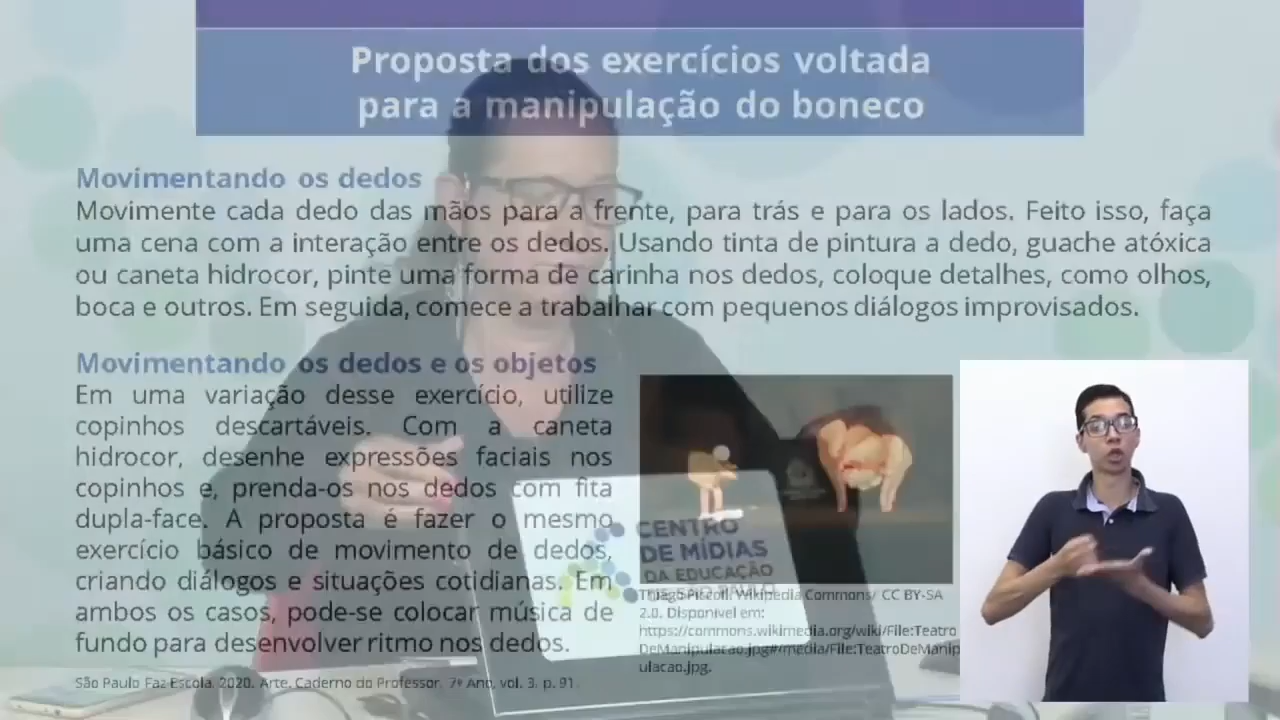 Proposta dos exercícios voltada
para a manipulação do boneco
Movimentando os dedos
Movimente cada dedo das mãos para a frente, para trás e para os lados. Feito isso, faça
uma cena com a interação entre os dedos. Usando tinta de pintura a dedo, guache atóxica
ou caneta hidrocor, pinte uma forma de carinha nos dedos, coloque detalhes, como olhos,
boca e outros. Em seguida, comece a trabalhar com pequenos diálogos improvisados.
Movimentando os dedos e os objetos
Em uma variação desse exercício, utilize
copinhos descartáveis. Com a caneta
hidrocor, desenhe expressões faciais nos
copinhos e, prenda-os nos dedos com fita
dupla-face. A proposta é fazer o mesmo
exercício básico de movimento de dedos,
criando diálogos e situações cotidianas. Em
ambos os casos, pode-se colocar música de
fundo para desenvolver ritmo nos dedos.
São Paulo Faz Escola. 2020. Arte. Caderno do Professor. 7º Ano, vol. 3. p. 91.
CENTRO
DE MÍDIAS
DA EDUCAÇÃO
DE SÃO PAULO
Thiago Piccoli. Wikipedia Commons/ CC BY-SA
2.0. Disponível em:
https://commons.wikimedia.org/wiki/File:Teatro
DeManipulacao.jpg#/media/File:TeatroDeManip
ulacao.jpg.